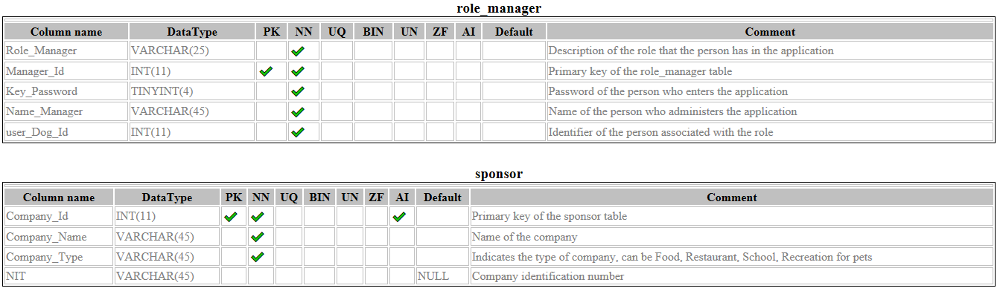 role_manager
Column name DataType PK NN UQ BIN UN ZF AI Default Comment
Role_Manager VARCHAR(25) Description of the role that the person has in the application
Manager_Id INT(11) Primary key of the role_manager table
Key_Password TINYINT(4) Password of the person who enters the application
Name_Manager VARCHAR(45) Name of the person who administers the application
user_Dog_Id INT(11) Identifier of the person associated with the role
sponsor
Column name DataType PK NN UQ BIN UN ZF AI Default Comment
Company_Id INT(11) Primary key of the sponsor table
Company_Name VARCHAR(45) Name of the company
Company_Type VARCHAR(45) Indicates the type of company, can be Food, Restaurant, School, Recreation for pets
NIT VARCHAR(45) NULL Company identification number